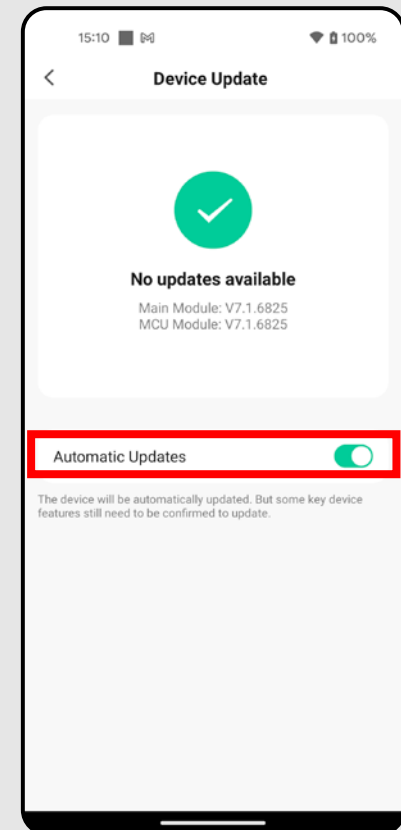 15:10 100%
Device Update
No updates available
Main Module: V7.1.6825
MCU Module: V7.1.6825
Automatic Updates
The device will be automatically updated. But some key device
features still need to be confirmed to update.